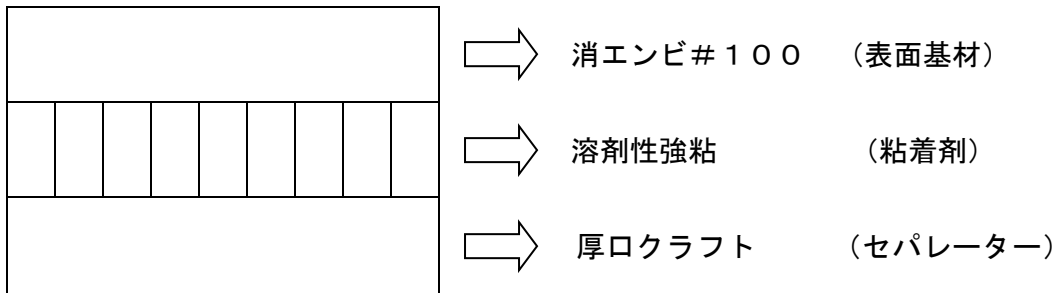 消エンビ＃１００　（表面基材）
溶剤性強粘　（粘着剤）
厚口クラフト　（セパレーター）